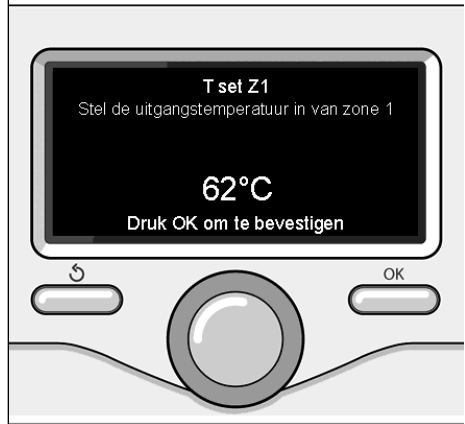 T set Z1
Stel de uitgangstemperatuur in van zone 1
62°C
Druk OK om te bevestigen
OK